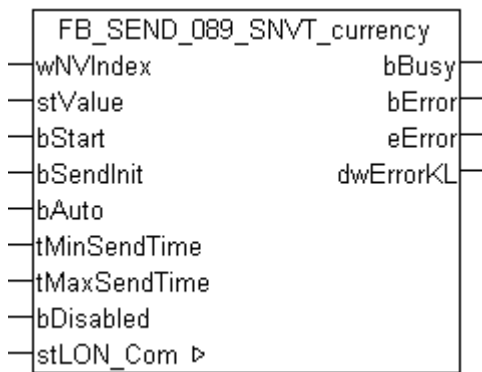 FB_SEND_089_SNVT_currency
wNVIndex bBusy
stValue bError
bStart eError
bSendInit dwErrorKL
bAuto
tMinSendTime
tMaxSendTime
bDisabled
stLON_Com ▷